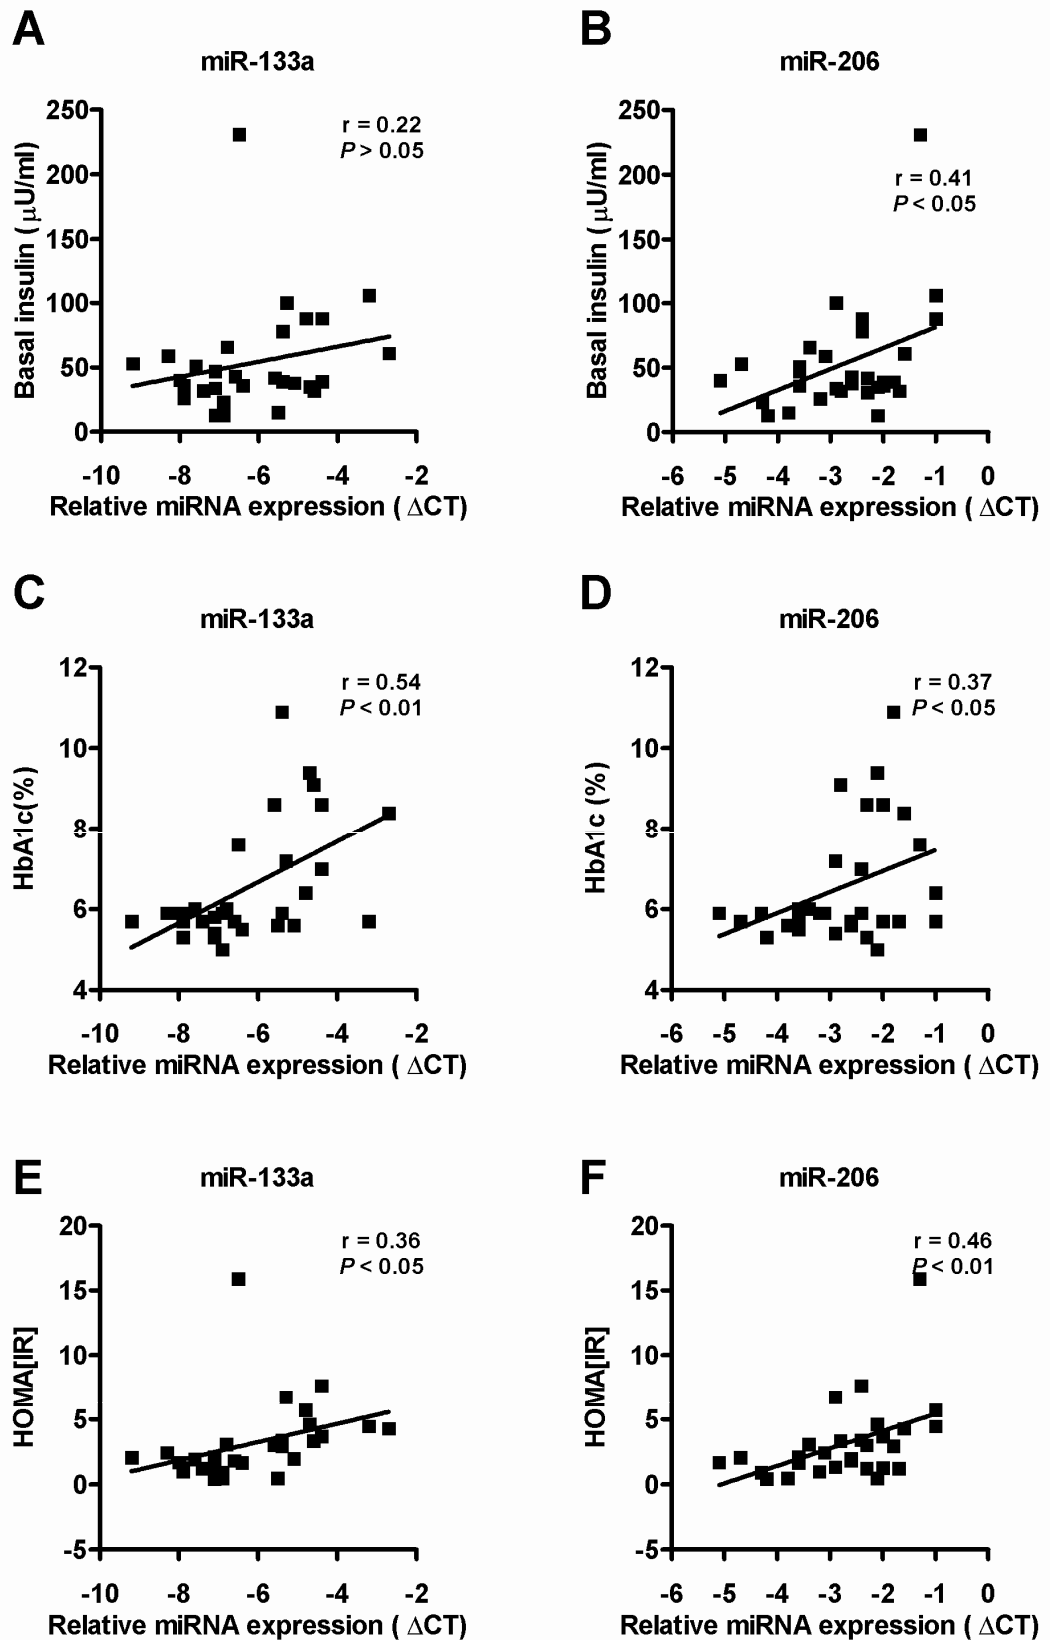 A
miR-133a
r = 0.22
P > 0.05
250
200
150
100
50
0
Basal insulin (μU/ml)
-10
-8
-6
-4
-2
Relative miRNA expression ( ΔCT)
B
miR-206
r = 0.41
P < 0.05
250
200
150
100
50
0
Basal insulin (μU/ml)
-6
-5
-4
-3
-2
-1
0
Relative miRNA expression ( ΔCT)
C
miR-133a
r = 0.54
P < 0.01
12
10
8
6
4
HbA1c(%)
-10
-8
-6
-4
-2
Relative miRNA expression ( ΔCT)
D
miR-206
r = 0.37
P < 0.05
12
10
8
6
4
HbA1c (%)
-6
-5
-4
-3
-2
-1
0
Relative miRNA expression ( ΔCT)
E
miR-133a
r = 0.36
P < 0.05
20
15
10
5
0
-5
HOMA[IR]
-10
-8
-6
-4
-2
Relative miRNA expression ( ΔCT)
F
miR-206
r = 0.46
P < 0.01
20
15
10
5
0
-5
HOMA[IR]
-6
-5
-4
-3
-2
-1
0
Relative miRNA expression ( ΔCT)